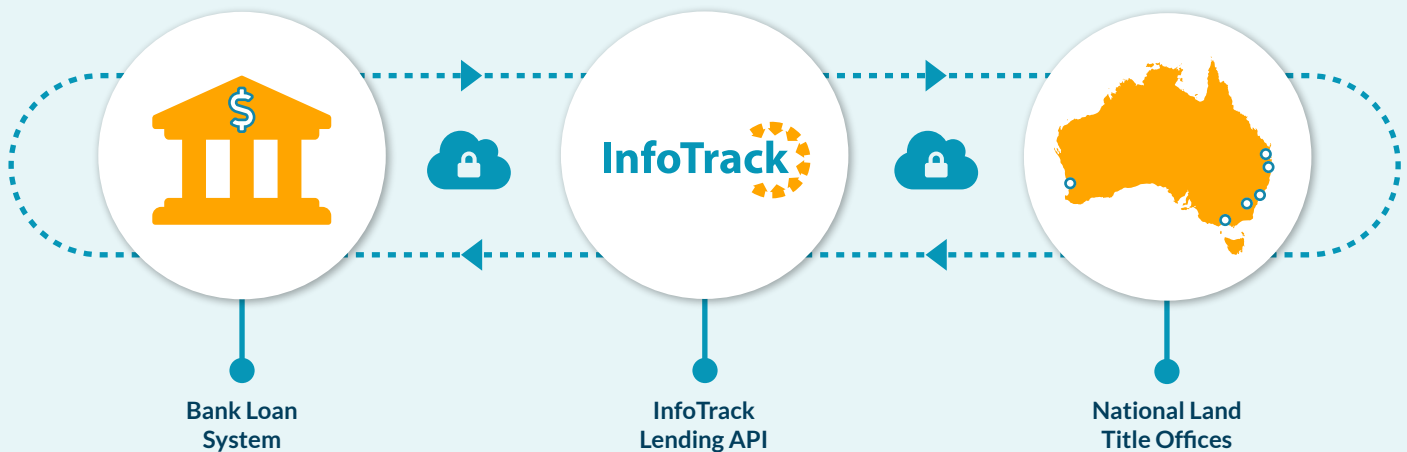 $
InfoTrack
Bank Loan
System
InfoTrack
Lending API
National Land
Title Offices